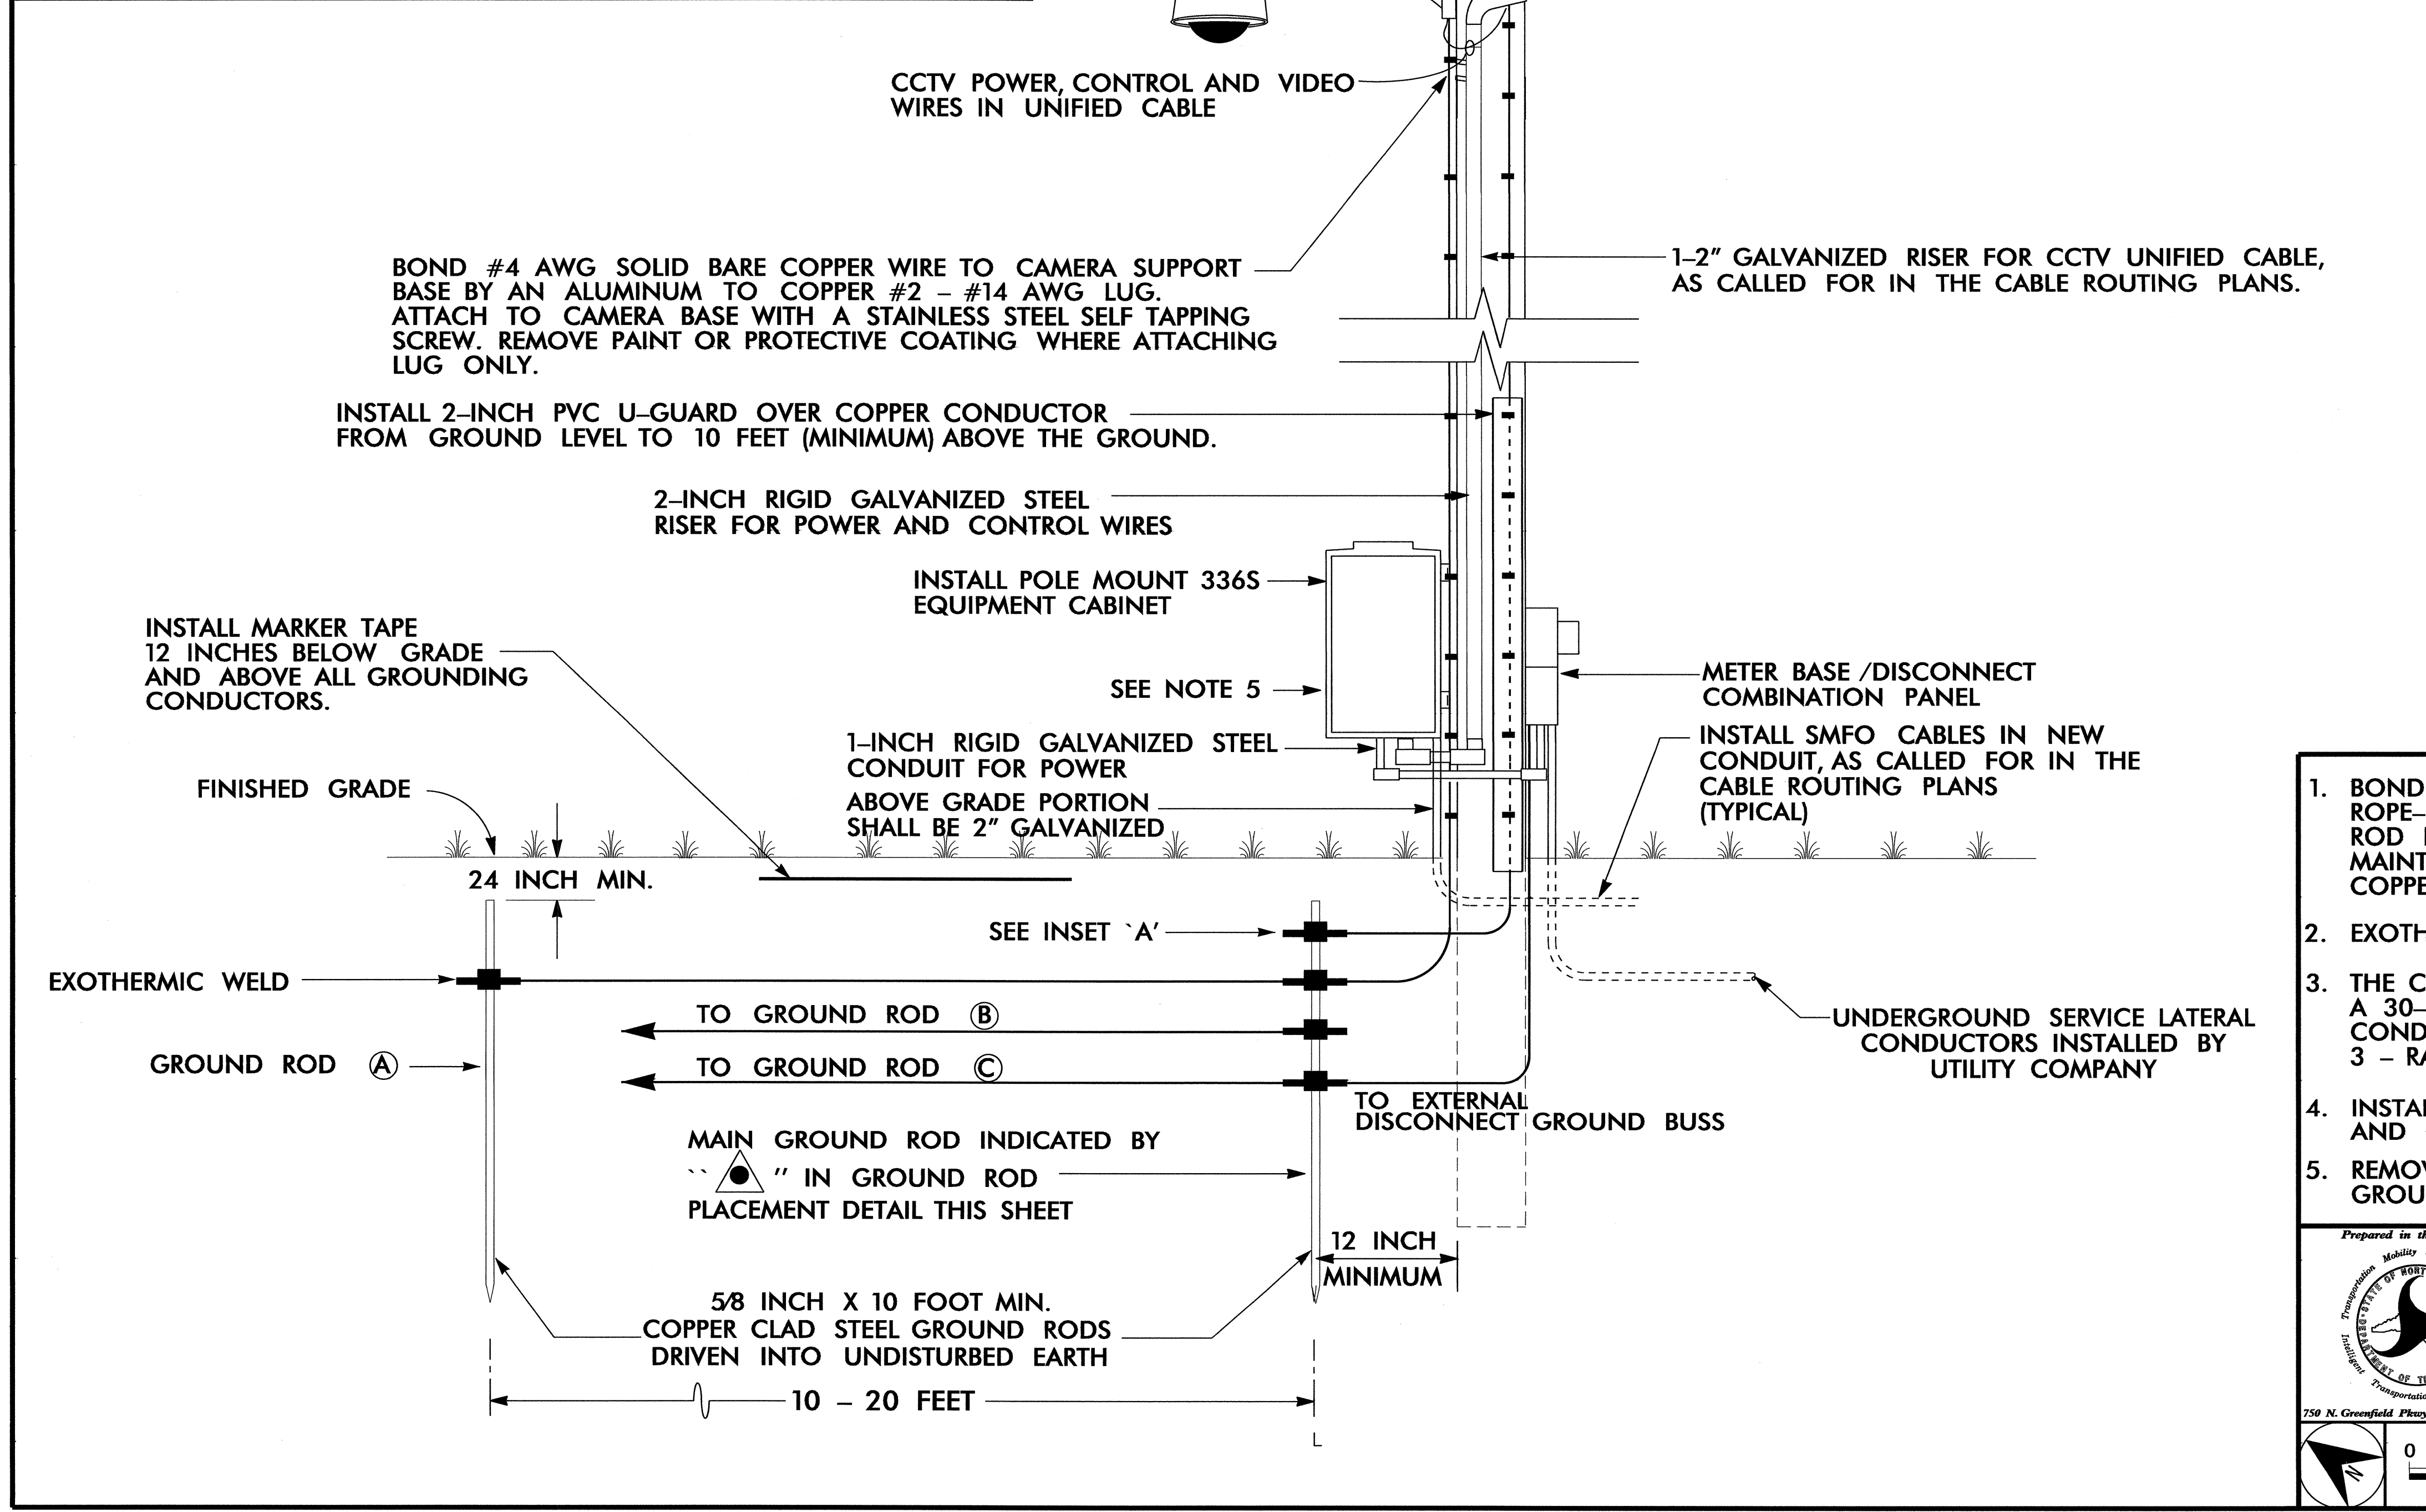 CCTV POWER, CONTROL AND VIDEO
WIRES IN UNIFIED CABLE
BOND #4 AWG SOLID BARE COPPER WIRE TO CAMERA SUPPORT
BASE BY AN ALUMINUM TO COPPER #2 – #14 AWG LUG.
ATTACH TO CAMERA BASE WITH A STAINLESS STEEL SELF TAPPING
SCREW. REMOVE PAINT OR PROTECTIVE COATING WHERE ATTACHING
LUG ONLY.
1–2" GALVANIZED RISER FOR CCTV UNIFIED CABLE,
AS CALLED FOR IN THE CABLE ROUTING PLANS.
INSTALL 2–INCH PVC U–GUARD OVER COPPER CONDUCTOR
FROM GROUND LEVEL TO 10 FEET (MINIMUM) ABOVE THE GROUND.
2–INCH RIGID GALVANIZED STEEL
RISER FOR POWER AND CONTROL WIRES
INSTALL POLE MOUNT 336S
EQUIPMENT CABINET
INSTALL MARKER TAPE
12 INCHES BELOW GRADE
AND ABOVE ALL GROUNDING
CONDUCTORS.
SEE NOTE 5
METER BASE /DISCONNECT
COMBINATION PANEL
1–INCH RIGID GALVANIZED STEEL
CONDUIT FOR POWER
INSTALL SMFO CABLES IN NEW
CONDUIT, AS CALLED FOR IN THE
CABLE ROUTING PLANS
(TYPICAL)
FINISHED GRADE
ABOVE GRADE PORTION
SHALL BE 2" GALVANIZED
24 INCH MIN.
SEE INSET `A'
EXOTHERMIC WELD
TO GROUND ROD B
GROUND ROD A
TO GROUND ROD C
UNDERGROUND SERVICE LATERAL
CONDUCTORS INSTALLED BY
UTILITY COMPANY
TO EXTERNAL
DISCONNECT GROUND BUSS
MAIN GROUND ROD INDICATED BY
`` " IN GROUND ROD
PLACEMENT DETAIL THIS SHEET
12 INCH
MINIMUM
5/8 INCH X 10 FOOT MIN.
COPPER CLAD STEEL GROUND RODS
DRIVEN INTO UNDISTURBED EARTH
10 – 20 FEET
L
1. BOND
ROPE–
ROD
MAINT
COPPE
2. EXOTH
3. THE C
A 30–
COND
3 – RA
4. INSTAL
AND
5. REMOV
GROU
Prepared in th
Mobility
Transportation
Intelligent
Transportatio
STATE OF NORT
DEPARTMENT OF T
750 N. Greenfield Pkwy
N
0